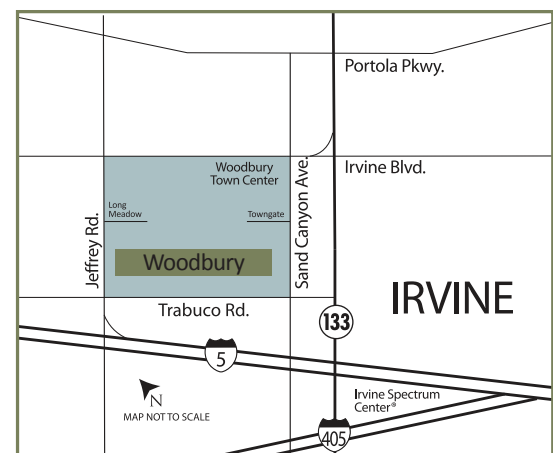 Portola Pkwy.
Woodbury
Town Center
Irvine Blvd.
Long
Meadow
Towngate
Jeffrey Rd.
Sand Canyon Ave.
Woodbury
Trabuco Rd.
IRVINE
133
5
N
MAP NOT TO SCALE
Irvine Spectrum
Center®
405